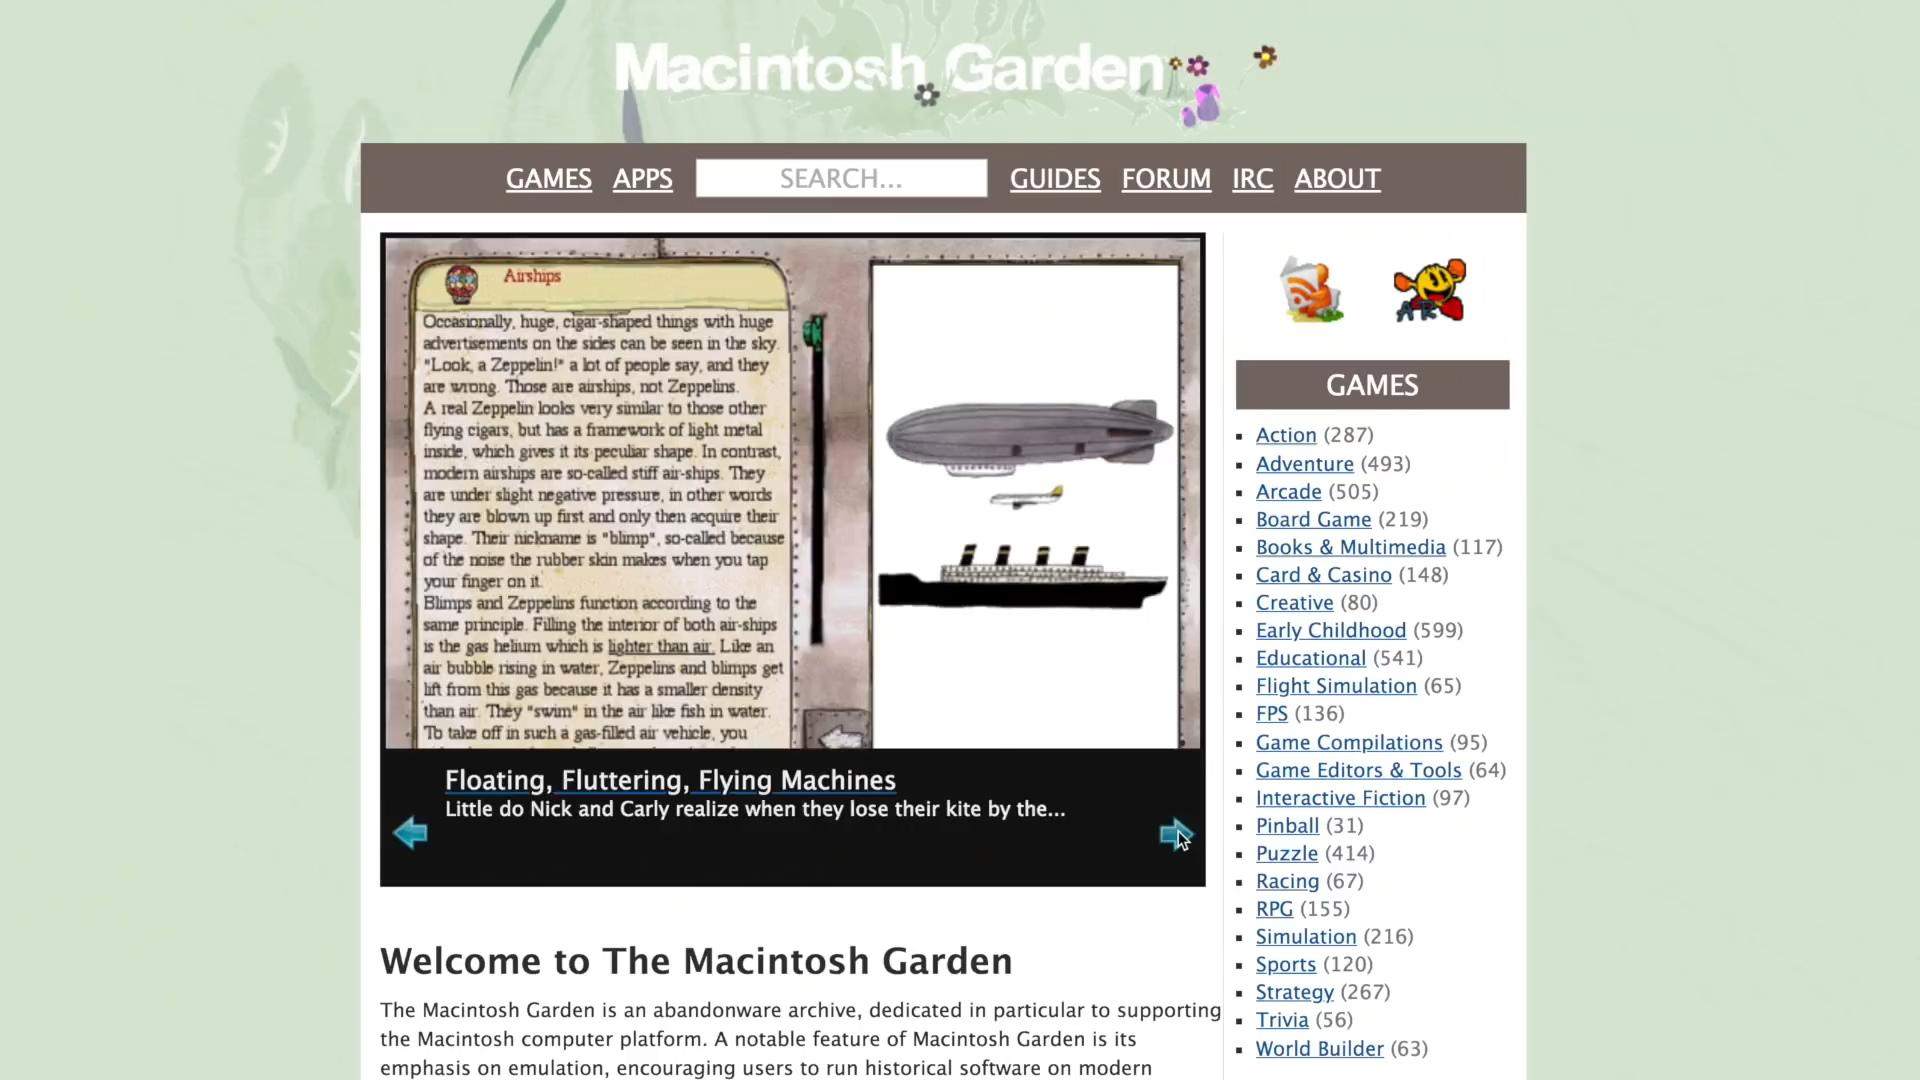 Macintosh Garden
GAMES APPS SEARCH... GUIDES FORUM IRC ABOUT
Airships
Occasionally, huge, cigar-shaped things with huge
advertisements on the sides can be seen in the sky.
"Look, a Zeppelin!" a lot of people say, and they
are wrong. Those are airships, not Zeppelins.
A real Zeppelin looks very similar to those other
flying cigars, but has a framework of light metal
inside, which gives it its peculiar shape. In contrast,
modern airships are so-called stiff air-ships. They
are under slight negative pressure, in other words
they are blown up first and only then acquire their
shape. Their nickname is "blimp", so-called because
of the noise the rubber skin makes when you tap
your finger on it.
Blimps and Zeppelins function according to the
same principle. Filling the interior of both air-ships
is the gas helium which is lighter than air. Like an
air bubble rising in water, Zeppelins and blimps get
lift from this gas because it has a smaller density
than air. They "swim" in the air like fish in water.
To take off in such a gas-filled air vehicle, you
Floating, Fluttering, Flying Machines
Little do Nick and Carly realize when they lose their kite by the...
Welcome to The Macintosh Garden
The Macintosh Garden is an abandonware archive, dedicated in particular to supporting
the Macintosh computer platform. A notable feature of Macintosh Garden is its
emphasis on emulation, encouraging users to run historical software on modern
AR
GAMES
Action (287)
Adventure (493)
Arcade (505)
Board Game (219)
Books & Multimedia (117)
Card & Casino (148)
Creative (80)
Early Childhood (599)
Educational (541)
Flight Simulation (65)
FPS (136)
Game Compilations (95)
Game Editors & Tools (64)
Interactive Fiction (97)
Pinball (31)
Puzzle (414)
Racing (67)
RPG (155)
Simulation (216)
Sports (120)
Strategy (267)
Trivia (56)
World Builder (63)